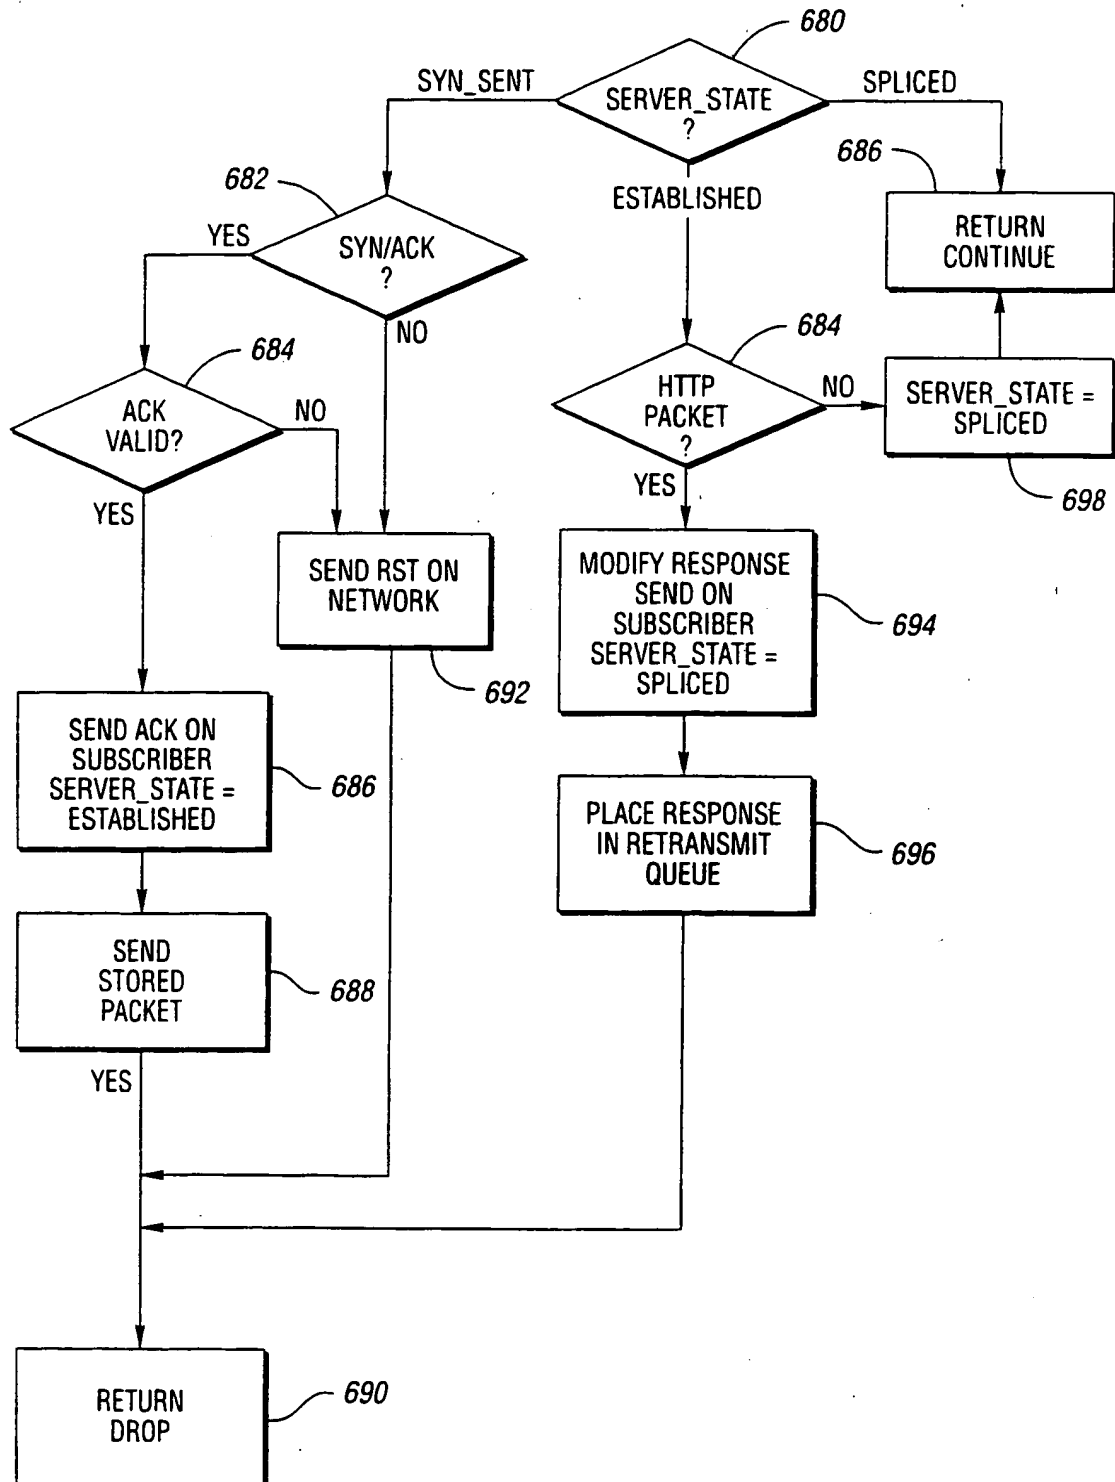 680
SYN_SENT
SERVER_STATE
?
SPLICED
686
682
ESTABLISHED
RETURN
CONTINUE
YES
SYN/ACK
?
NO
684
684
ACK
VALID?
NO
HTTP
PACKET
?
NO
SERVER_STATE =
SPLICED
YES
YES
698
SEND RST ON
NETWORK
MODIFY RESPONSE
SEND ON
SUBSCRIBER
SERVER_STATE =
SPLICED
694
692
SEND ACK ON
SUBSCRIBER
SERVER_STATE =
ESTABLISHED
686
PLACE RESPONSE
IN RETRANSMIT
QUEUE
696
SEND
STORED
PACKET
688
YES
RETURN
DROP
690